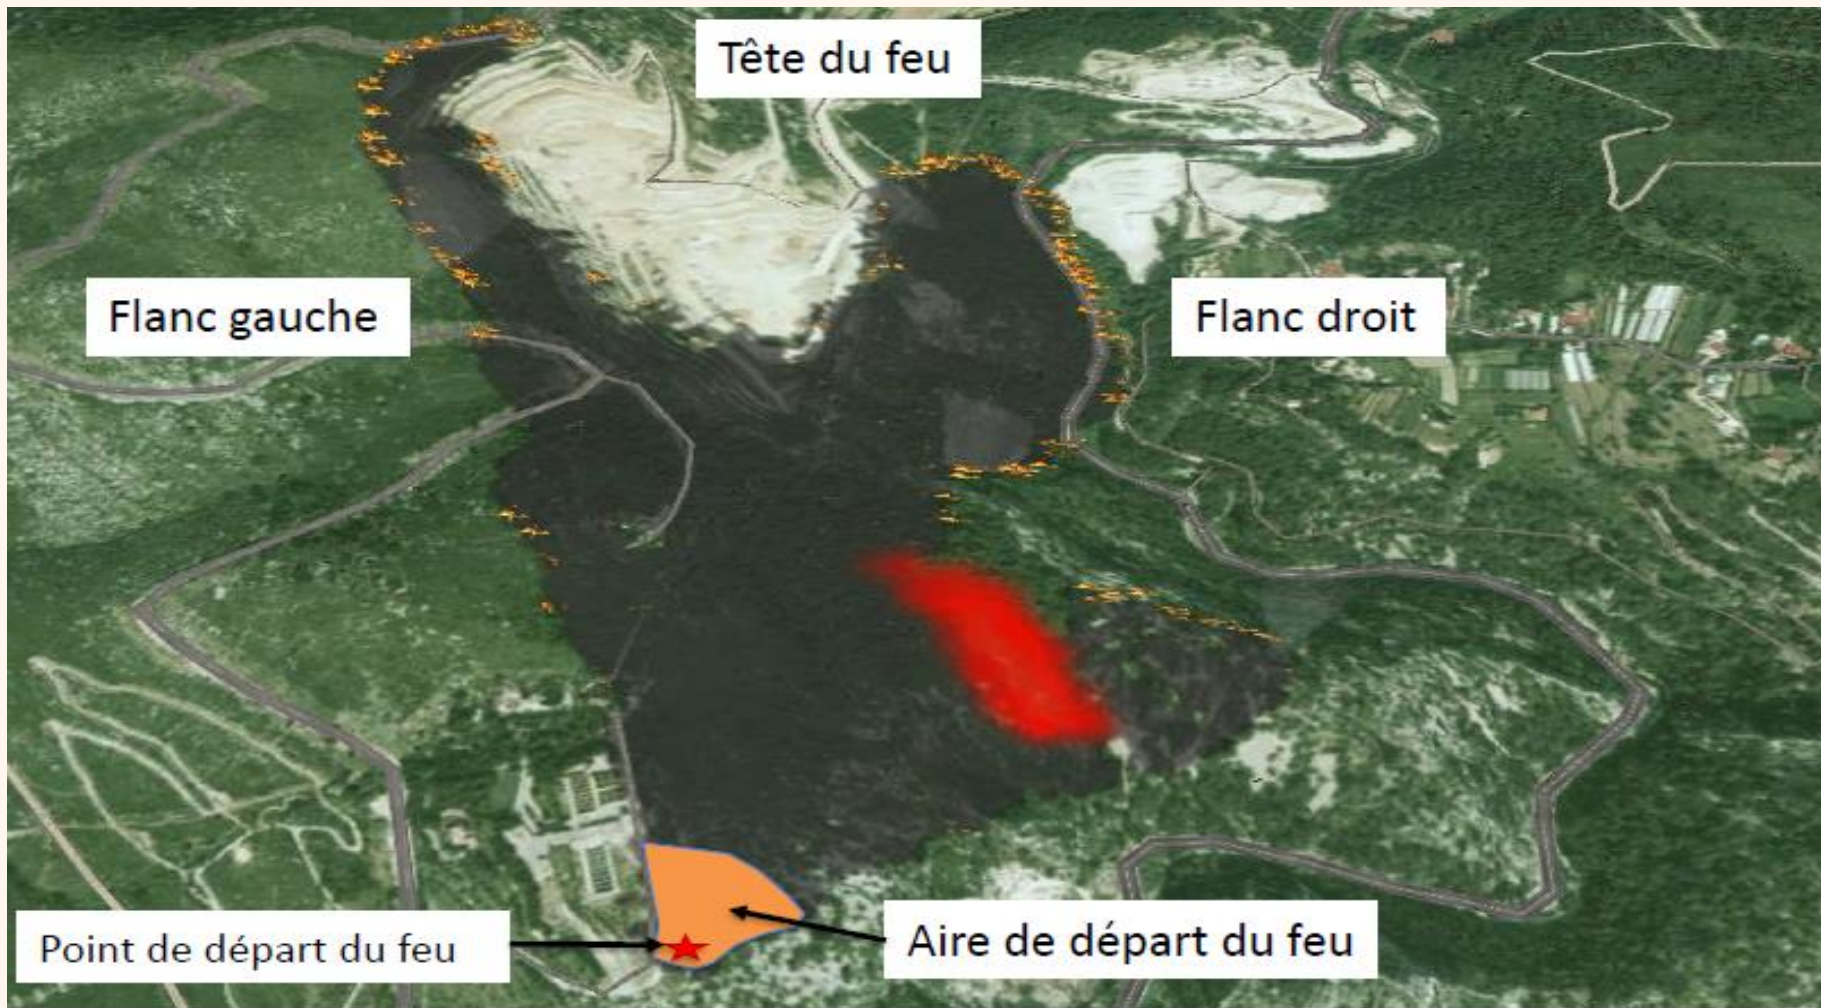 Tête du feu
Flanc gauche
Flanc droit
Point de départ du feu
Aire de départ du feu